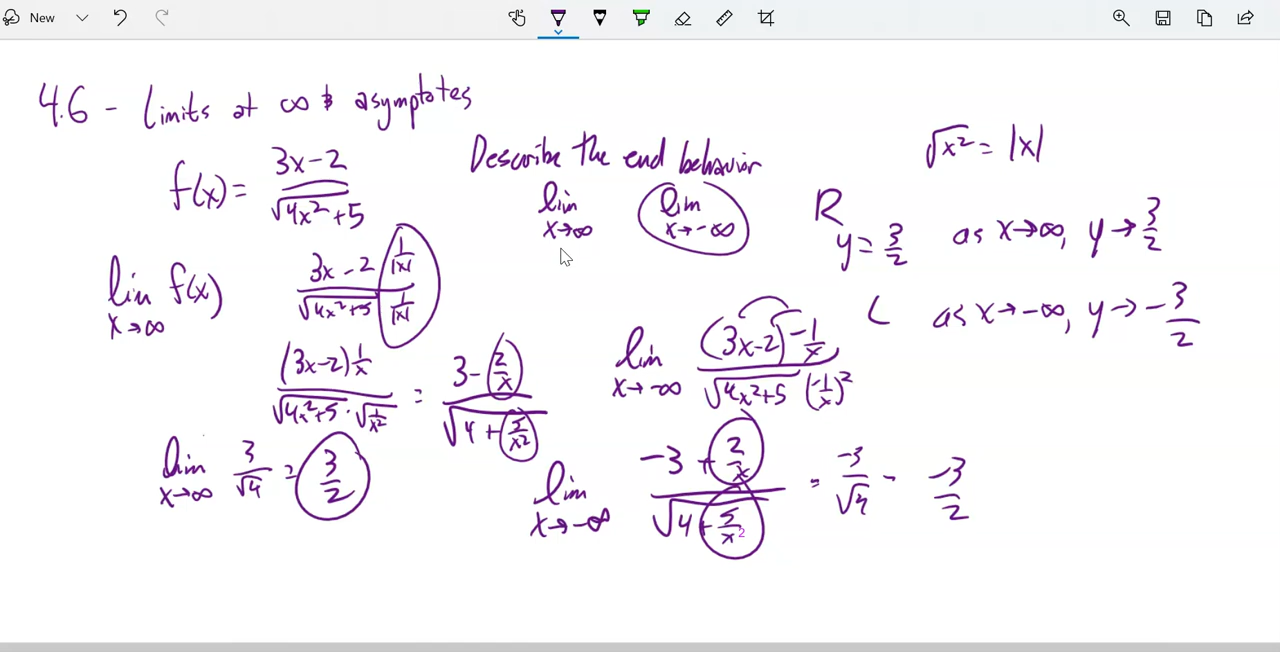 New
4.6 - Limits at ∞ & asymptotes
f(x) = (3x-2)/(√(4x²+5))
Describe the end behavior
lim x→∞
lim x→-∞
√x² = |x|
R
y = 3/2
as x→∞, y→ 3/2
L as x→-∞, y→ -3/2
lim x→∞ f(x)
(3x-2)/(√(4x²+5)) (1/|x|)/(1/|x|)
((3x-2) 1/x)/(√(4x²+5) · √(1/x²)) = (3 - 2/x)/(√(4 + 5/x²))
lim x→∞ 3/√4 = 3/2
lim x→-∞ ((3x-2) -1/x)/(√(4x²+5) (-1/x)²)
lim x→-∞ (-3 + 2/x)/(√(4 + 5/x²)) = -3/√4 = -3/2